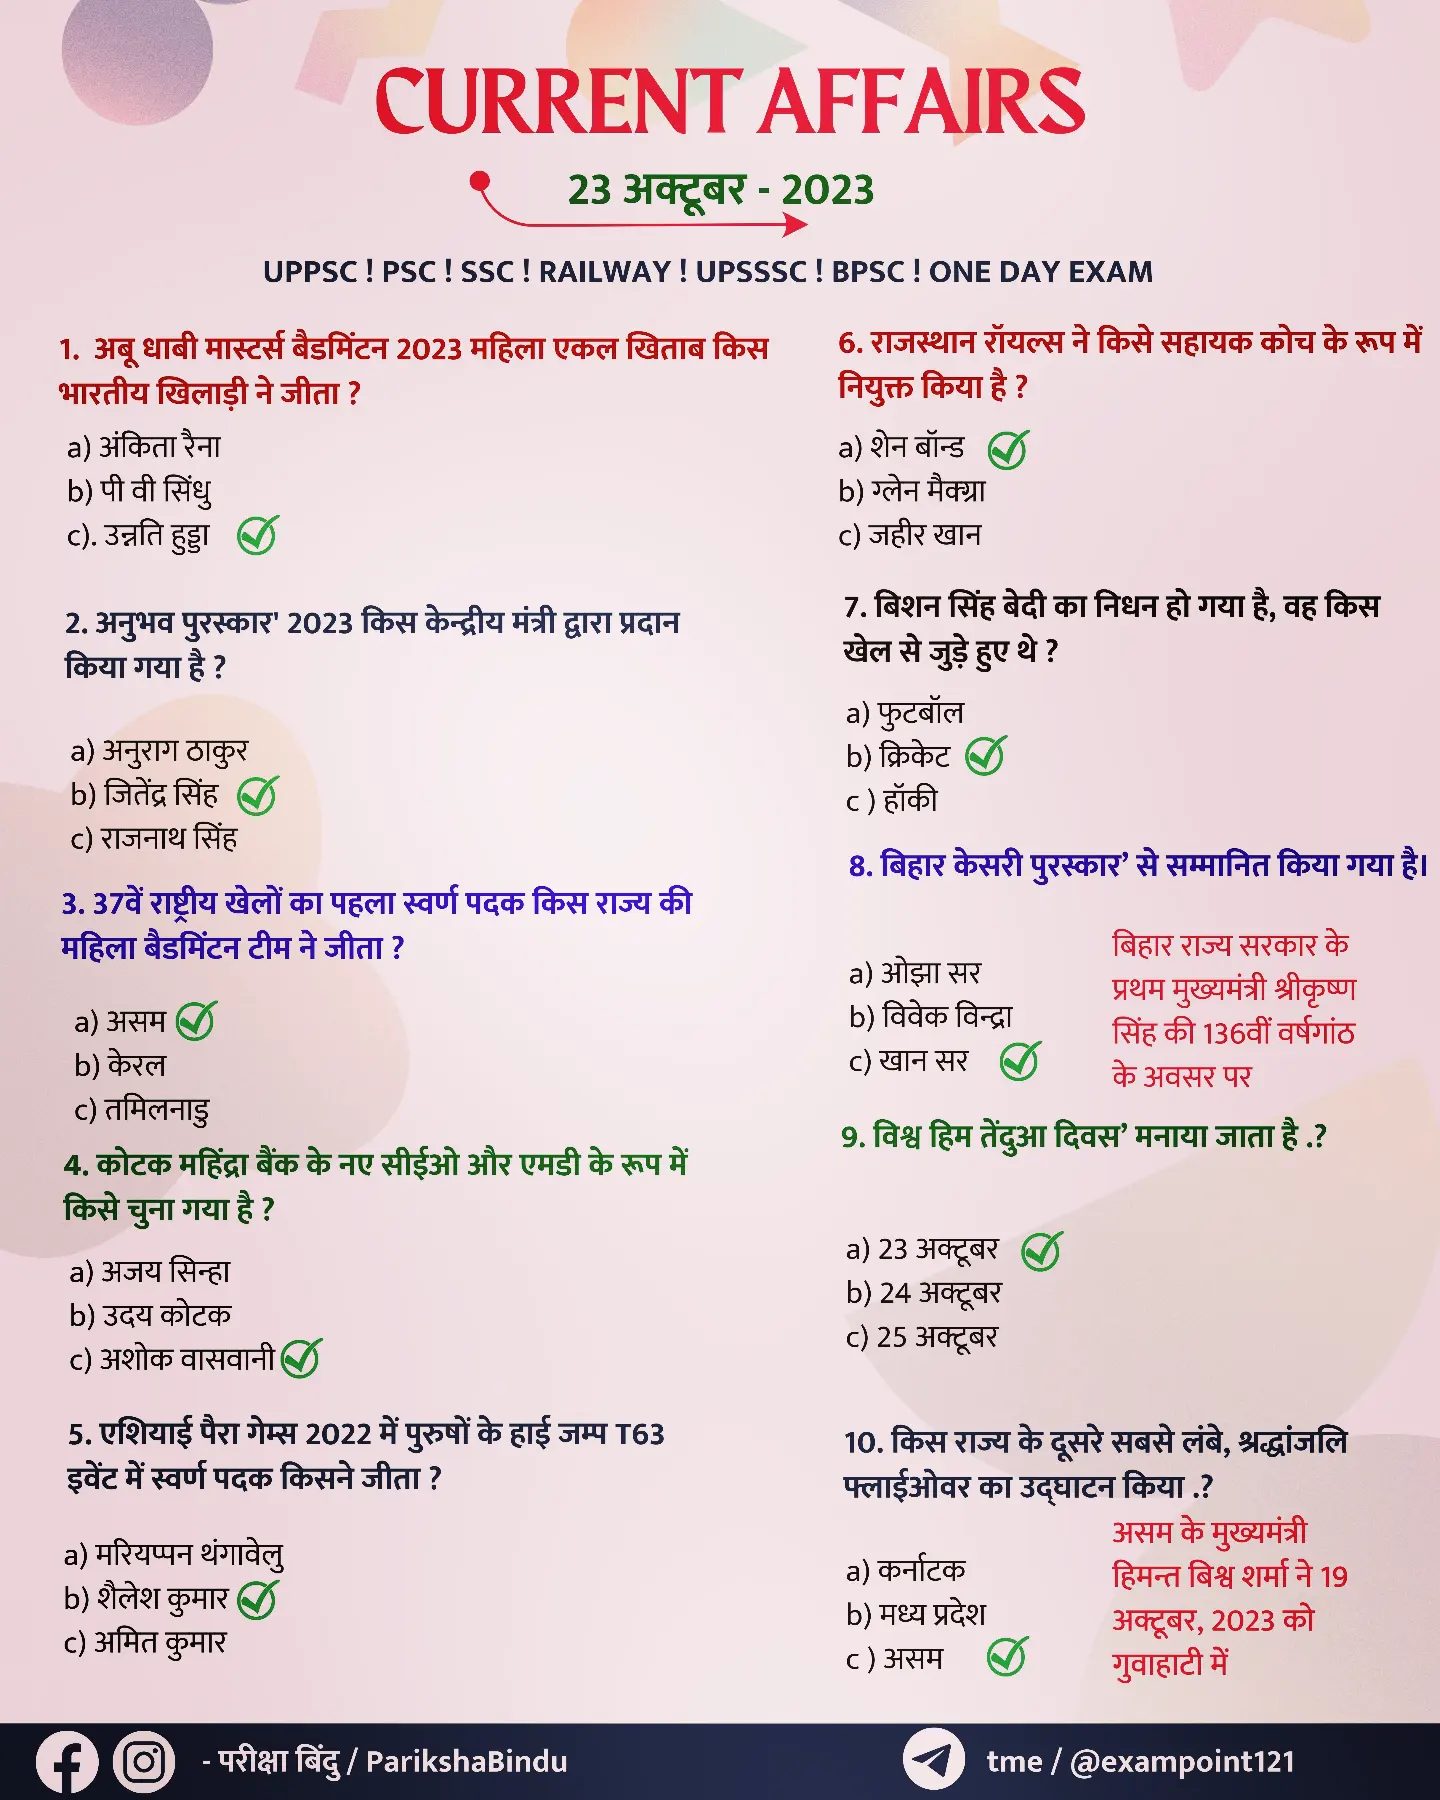 CURRENT AFFAIRS
23 अक्टूबर - 2023
UPPSC ! PSC ! SSC ! RAILWAY ! UPSSSC ! BPSC ! ONE DAY EXAM
1. अबू धाबी मास्टर्स बैडमिंटन 2023 महिला एकल खिताब किस
भारतीय खिलाड़ी ने जीता ?
a) अंकिता रैना
b) पी वी सिंधु
c). उन्नति हुड्डा
2. अनुभव पुरस्कार' 2023 किस केन्द्रीय मंत्री द्वारा प्रदान
किया गया है ?
a) अनुराग ठाकुर
b) जितेंद्र सिंह
c) राजनाथ सिंह
3. 37वें राष्ट्रीय खेलों का पहला स्वर्ण पदक किस राज्य की
महिला बैडमिंटन टीम ने जीता ?
a) असम
b) केरल
c) तमिलनाडु
4. कोटक महिंद्रा बैंक के नए सीईओ और एमडी के रूप में
किसे चुना गया है ?
a) अजय सिन्हा
b) उदय कोटक
c) अशोक वासवानी
5. एशियाई पैरा गेम्स 2022 में पुरुषों के हाई जम्प T63
इवेंट में स्वर्ण पदक किसने जीता ?
a) मरियप्पन थंगावेलु
b) शैलेश कुमार
c) अमित कुमार
6. राजस्थान रॉयल्स ने किसे सहायक कोच के रूप में
नियुक्त किया है ?
a) शेन बॉन्ड
b) ग्लेन मैक्ग्रा
c) जहीर खान
7. बिशन सिंह बेदी का निधन हो गया है, वह किस
खेल से जुड़े हुए थे ?
a) फुटबॉल
b) क्रिकेट
c ) हॉकी
8. बिहार केसरी पुरस्कार’ से सम्मानित किया गया है।
a) ओझा सर
b) विवेक विन्द्रा
c) खान सर
बिहार राज्य सरकार के
प्रथम मुख्यमंत्री श्रीकृष्ण
सिंह की 136वीं वर्षगांठ
के अवसर पर
9. विश्व हिम तेंदुआ दिवस’ मनाया जाता है .?
a) 23 अक्टूबर
b) 24 अक्टूबर
c) 25 अक्टूबर
10. किस राज्य के दूसरे सबसे लंबे, श्रद्धांजलि
फ्लाईओवर का उद्घाटन किया .?
a) कर्नाटक
b) मध्य प्रदेश
c ) असम
असम के मुख्यमंत्री
हिमन्त बिश्व शर्मा ने 19
अक्टूबर, 2023 को
गुवाहाटी में
- परीक्षा बिंदु / ParikshaBindu
tme / @exampoint121